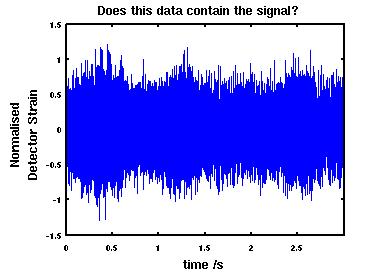 Does this data contain the signal?
1.5
1
0.5
0
-0.5
-1
-1.5
Normalised
Detector Strain
0 0.5 1 1.5 2 2.5
time /s